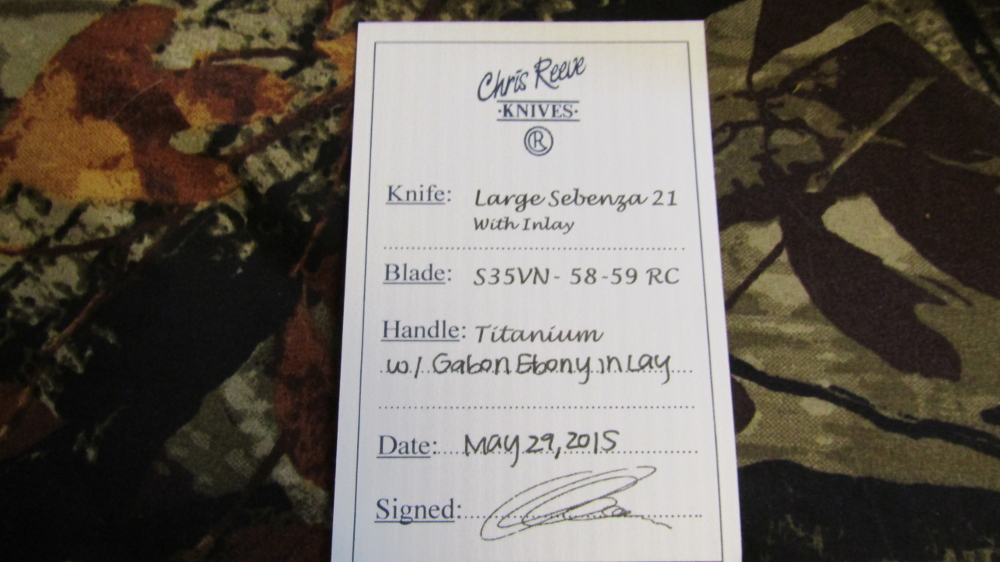 Chris Reeve
·KNIVES·
R
Knife: Large Sebenza 21
With Inlay
Blade: S35VN - 58-59 RC
Handle: Titanium
w/ Gabon Ebony inlay
Date: May 29, 2015
Signed: